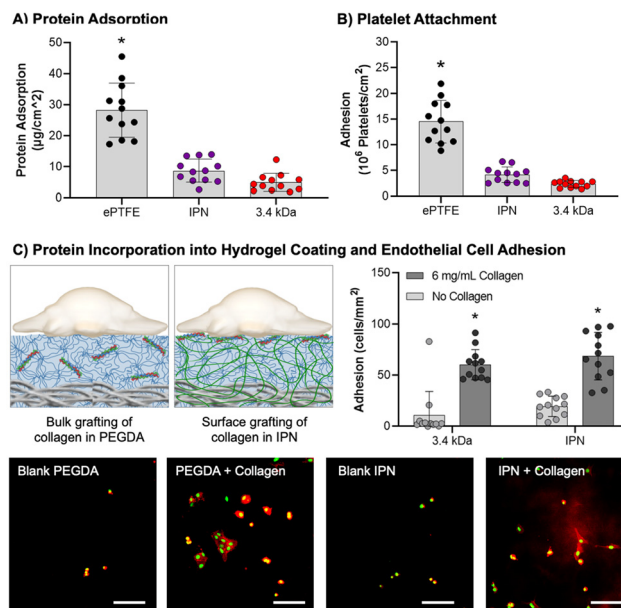 A) Protein Adsorption
Protein Adsorption
(µg/cm^2)
50
40
30
20
10
0
*
ePTFE
IPN
3.4 kDa
B) Platelet Attachment
Adhesion
(10⁶ Platelets/cm²)
30
25
20
15
10
5
0
*
ePTFE
IPN
3.4 kDa
C) Protein Incorporation into Hydrogel Coating and Endothelial Cell Adhesion
Bulk grafting of
collagen in PEGDA
Surface grafting of
collagen in IPN
Adhesion (cells/mm²)
150
100
50
0
6 mg/mL Collagen
No Collagen
*
*
3.4 kDa
IPN
Blank PEGDA
PEGDA + Collagen
Blank IPN
IPN + Collagen